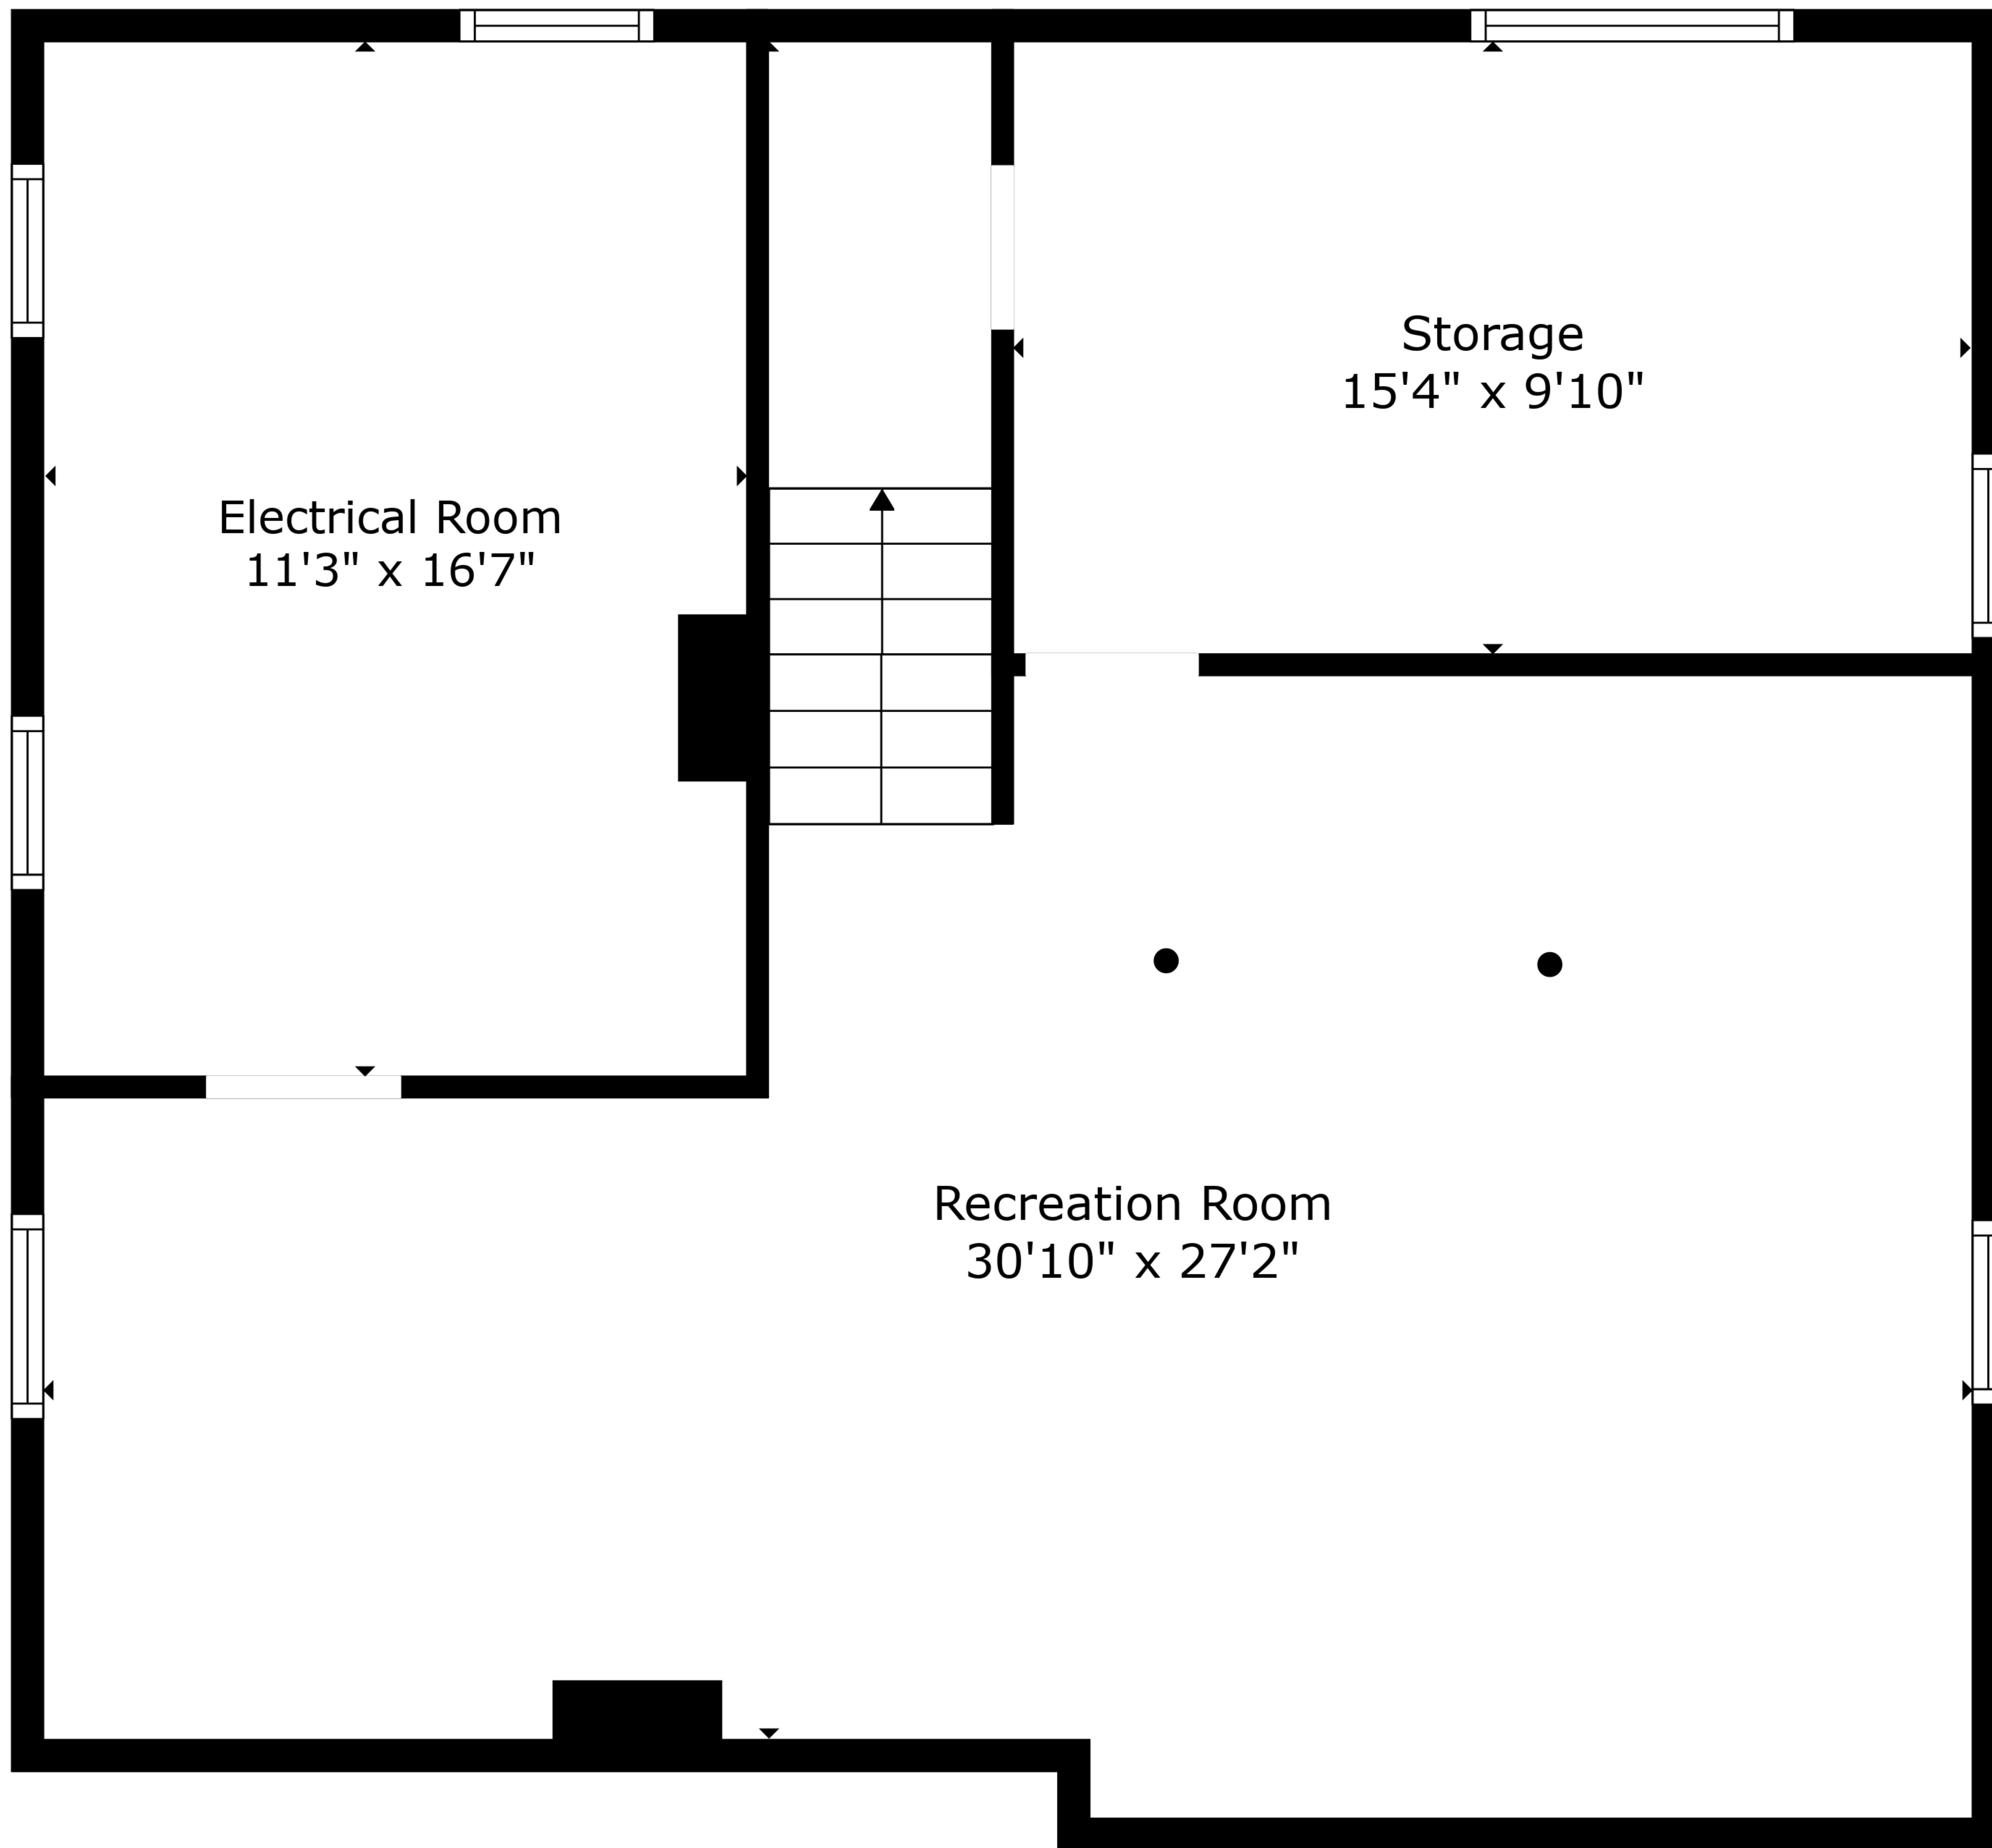 Storage
15'4" x 9'10"
Electrical Room
11'3" x 16'7"
Recreation Room
30'10" x 27'2"